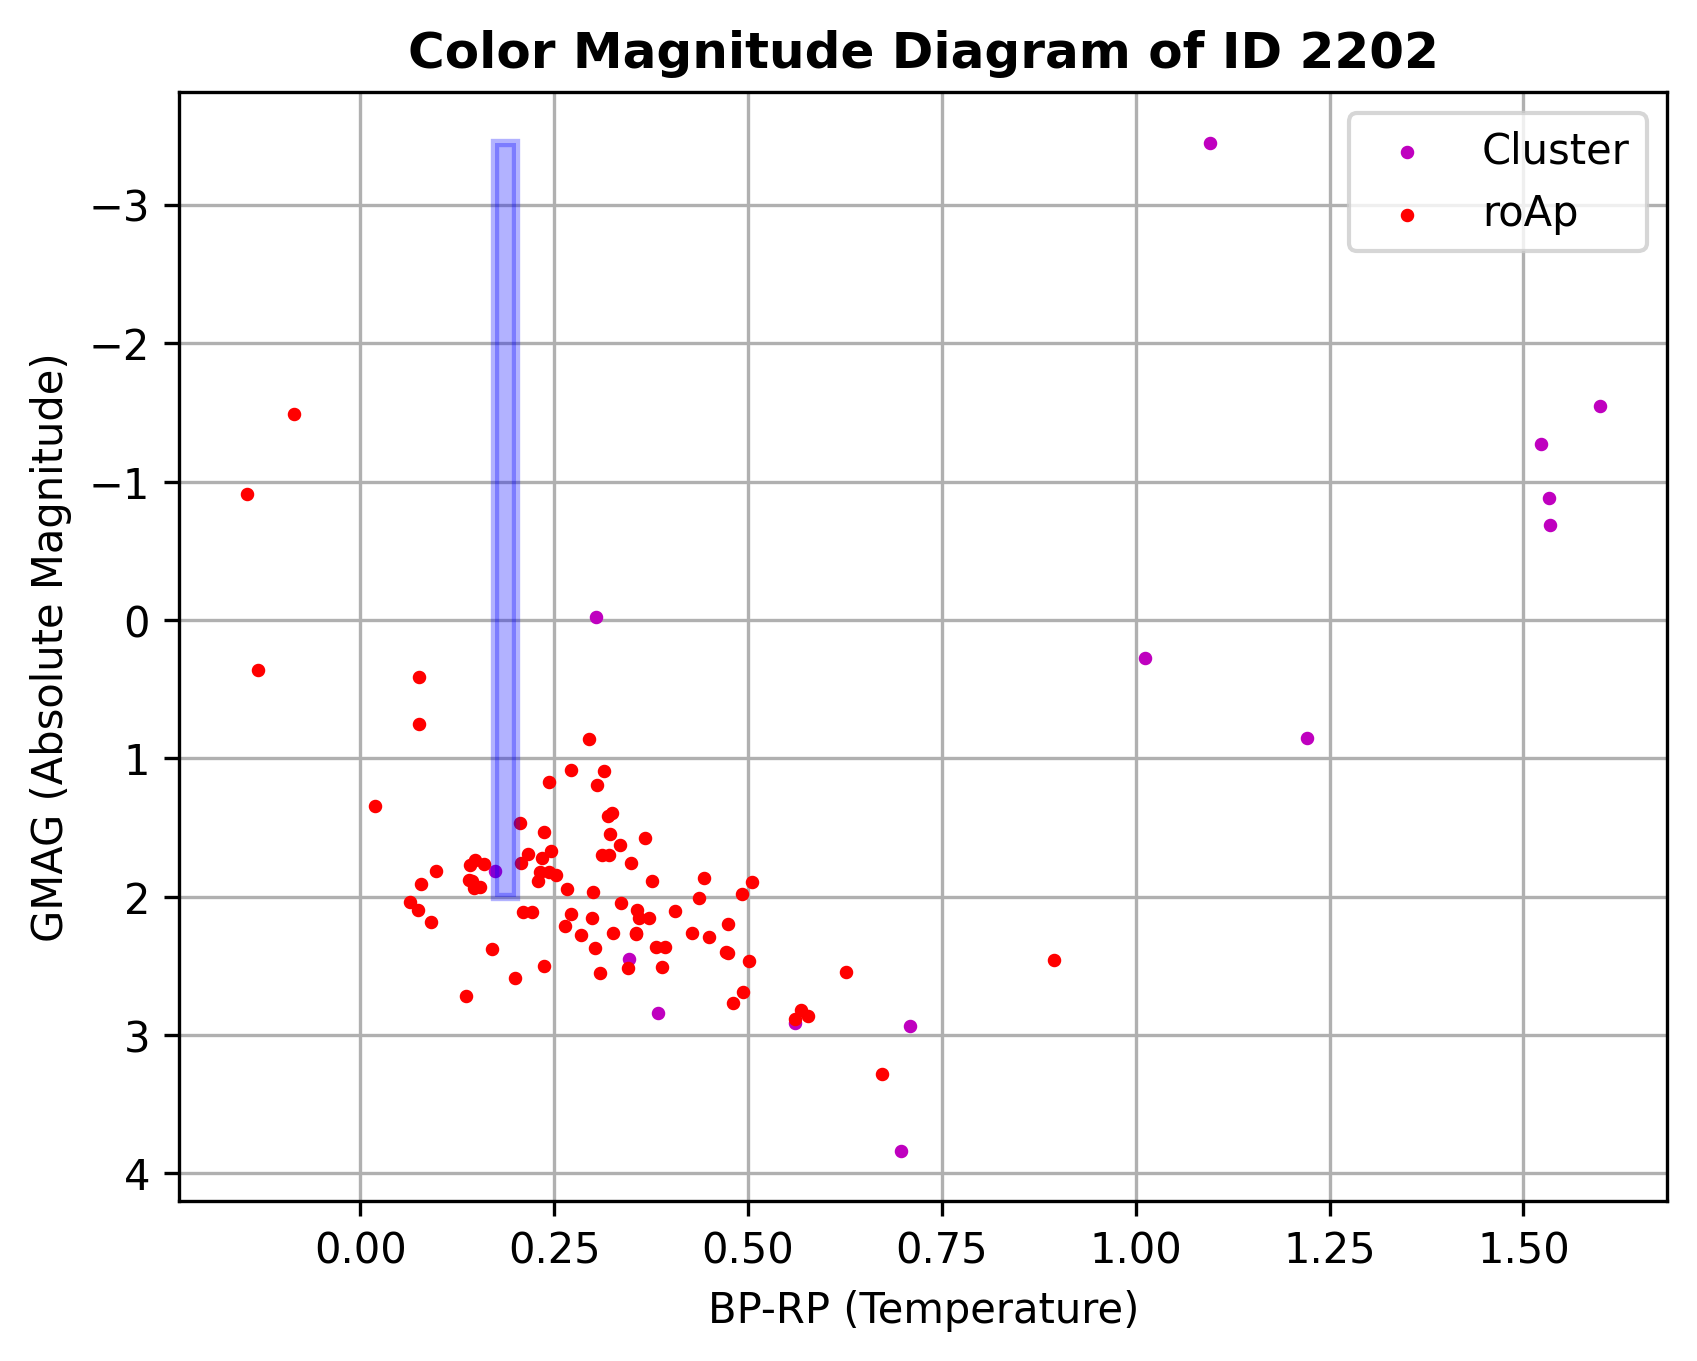 Color Magnitude Diagram of ID 2202
Cluster
roAp
GMAG (Absolute Magnitude)
−3
−2
−1
0
1
2
3
4
0.00 0.25 0.50 0.75 1.00 1.25 1.50
BP-RP (Temperature)